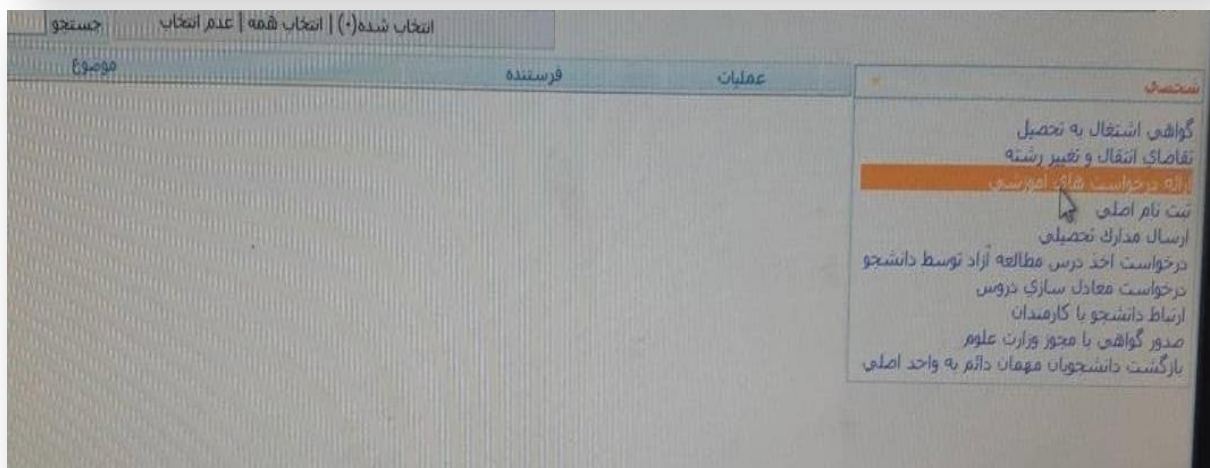 انتخاب شده(۰) | انتخاب همه | عدم انتخاب جستجو
شخصی عملیات فرستنده موضوع
گواهی اشتغال به تحصیل
تقاضای انتقال و تغییر رشته
ارائه درخواست های آموزشی
ثبت نام اصلی
ارسال مدارك تحصیلی
درخواست اخذ درس مطالعه آزاد توسط دانشجو
درخواست معادل سازي دروس
ارتباط دانشجو با کارمندان
صدور گواهی با مجوز وزارت علوم
بازگشت دانشجویان مهمان دائم به واحد اصلی